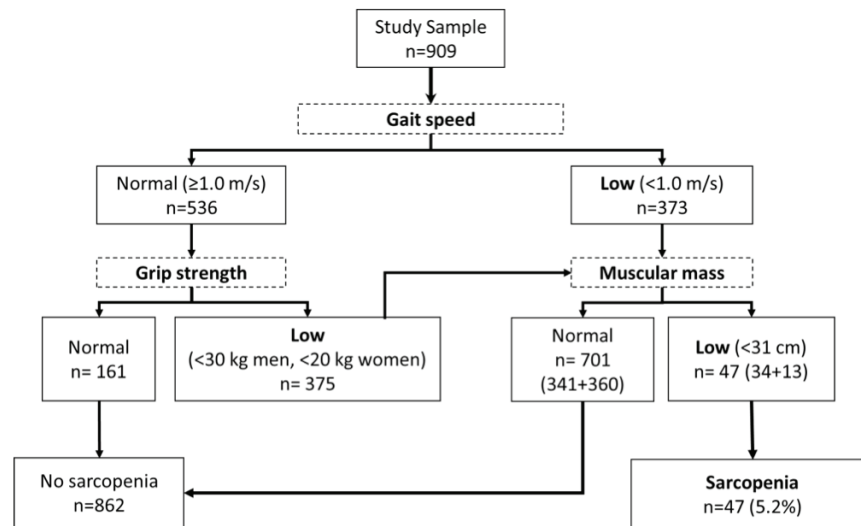 Study Sample
n=909
Gait speed
Normal (≥1.0 m/s)
n=536
Low (<1.0 m/s)
n=373
Grip strength
Muscular mass
Normal
n= 161
Low
(<30 kg men, <20 kg women)
n= 375
Normal
n= 701
(341+360)
Low (<31 cm)
n= 47 (34+13)
No sarcopenia
n=862
Sarcopenia
n=47 (5.2%)